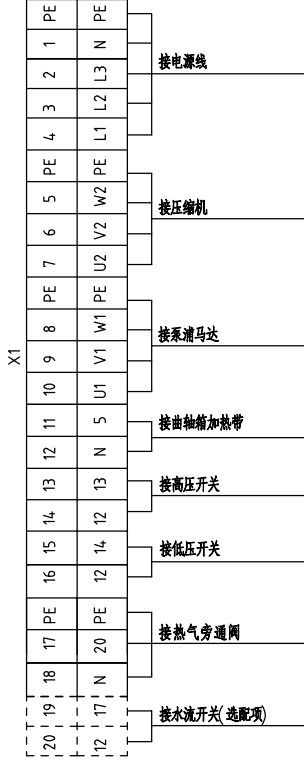 X1
PE PE
1 N
2 L3
3 L2
4 L1
接电源线
PE PE
5 W2
6 V2
7 U2
接压缩机
PE PE
8 W1
9 V1
10 U1
接泵浦马达
11 5
12 N
接曲轴箱加热带
13 13
14 12
接高压开关
15 14
16 12
接低压开关
PE PE
17 20
18 N
接热气旁通阀
19 17
20 12
接水流开关(选配项)